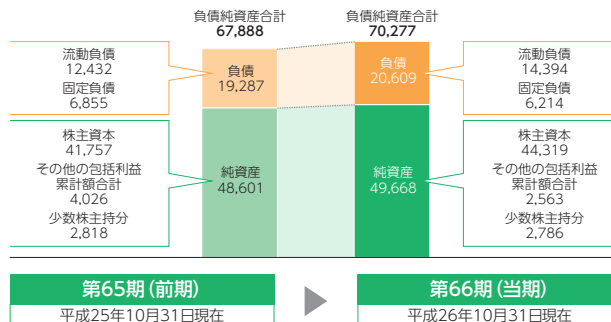 負債純資産合計
67,888
負債純資産合計
70,277
流動負債
12,432
固定負債
6,855
負債
19,287
負債
20,609
流動負債
14,394
固定負債
6,214
株主資本
41,757
その他の包括利益
累計額合計
4,026
少数株主持分
2,818
純資産
48,601
純資産
49,668
株主資本
44,319
その他の包括利益
累計額合計
2,563
少数株主持分
2,786
第65期(前期)
平成25年10月31日現在
第66期(当期)
平成26年10月31日現在